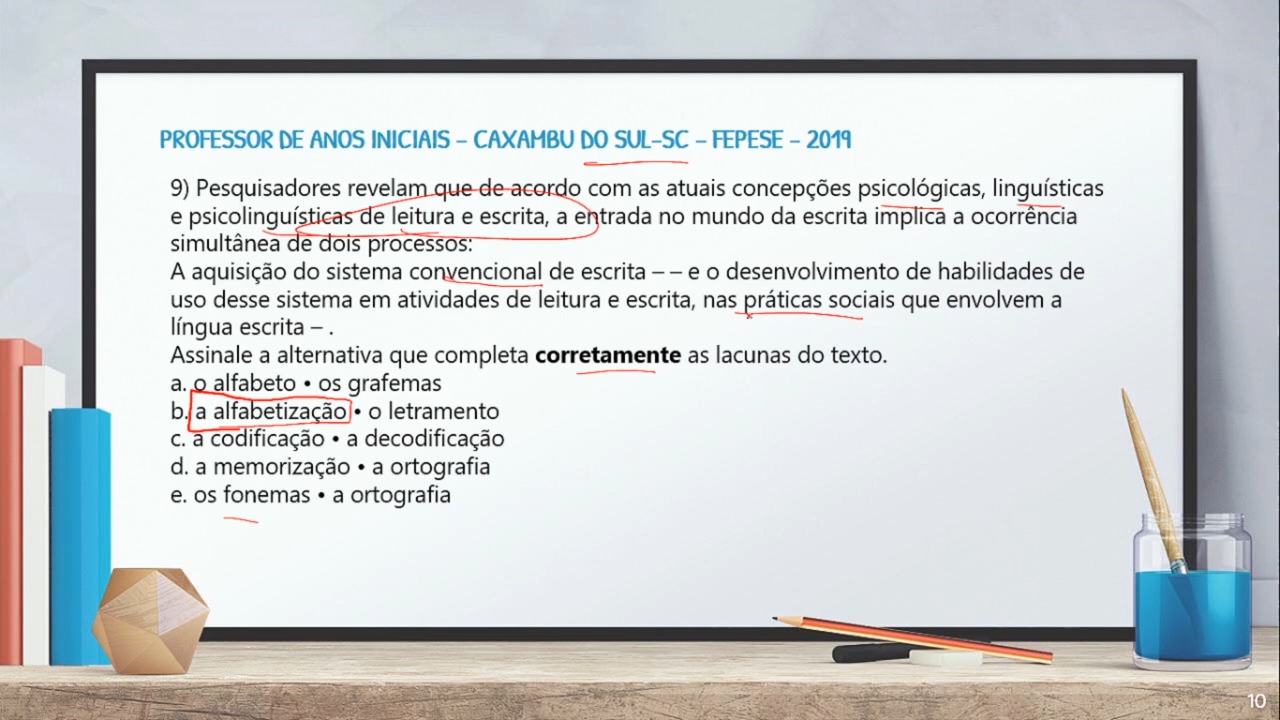 PROFESSOR DE ANOS INICIAIS – CAXAMBU DO SUL-SC – FEPESE – 2019
9) Pesquisadores revelam que de acordo com as atuais concepções psicológicas, linguísticas
e psicolinguísticas de leitura e escrita, a entrada no mundo da escrita implica a ocorrência
simultânea de dois processos:
A aquisição do sistema convencional de escrita – – e o desenvolvimento de habilidades de
uso desse sistema em atividades de leitura e escrita, nas práticas sociais que envolvem a
língua escrita – .
Assinale a alternativa que completa corretamente as lacunas do texto.
a. o alfabeto • os grafemas
b. a alfabetização • o letramento
c. a codificação • a decodificação
d. a memorização • a ortografia
e. os fonemas • a ortografia
10